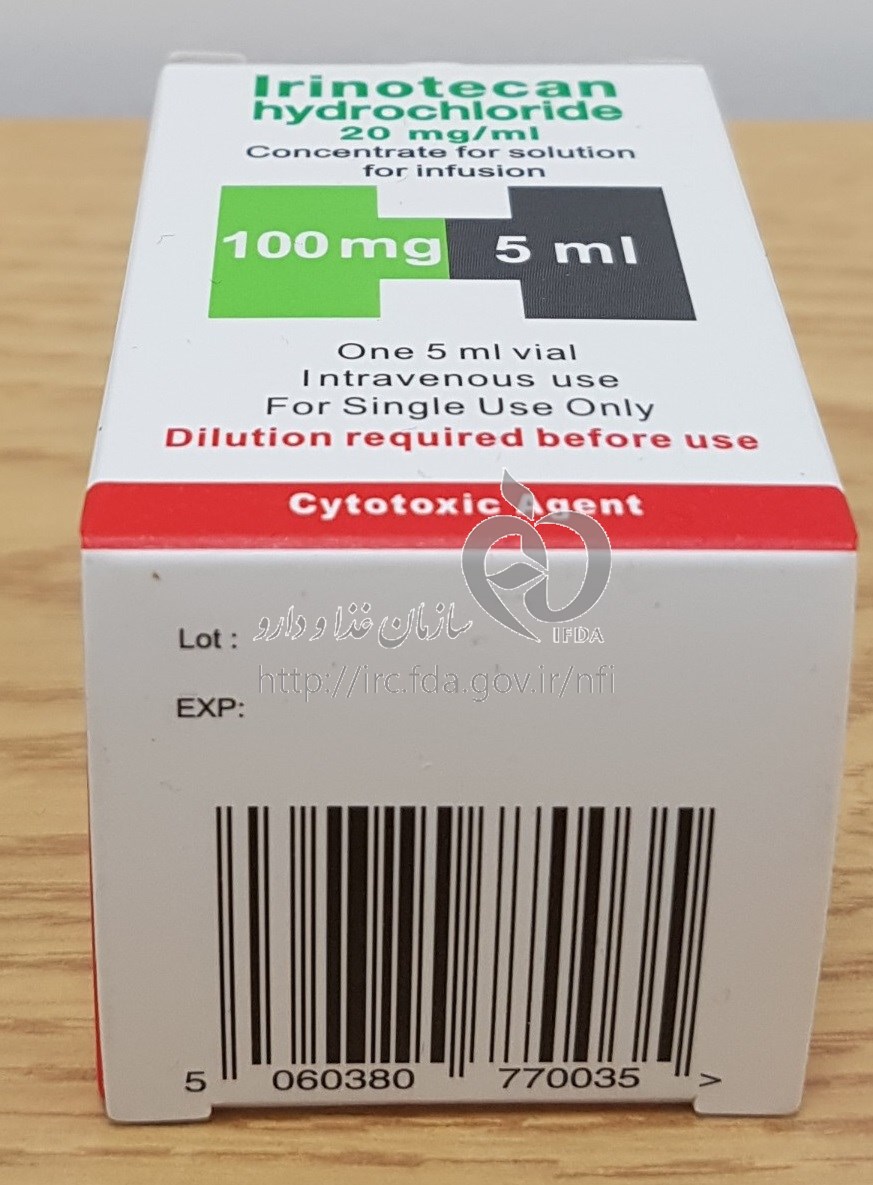 Irinotecan
hydrochloride
20 mg/ml
Concentrate for solution
for infusion
100 mg 5 ml
One 5 ml vial
Intravenous use
For Single Use Only
Dilution required before use
Cytotoxic Agent
IFDA
Lot : سازمان غذا و دارو
http://irc.fda.gov.ir/nfi
EXP:
5 060380 770035 >